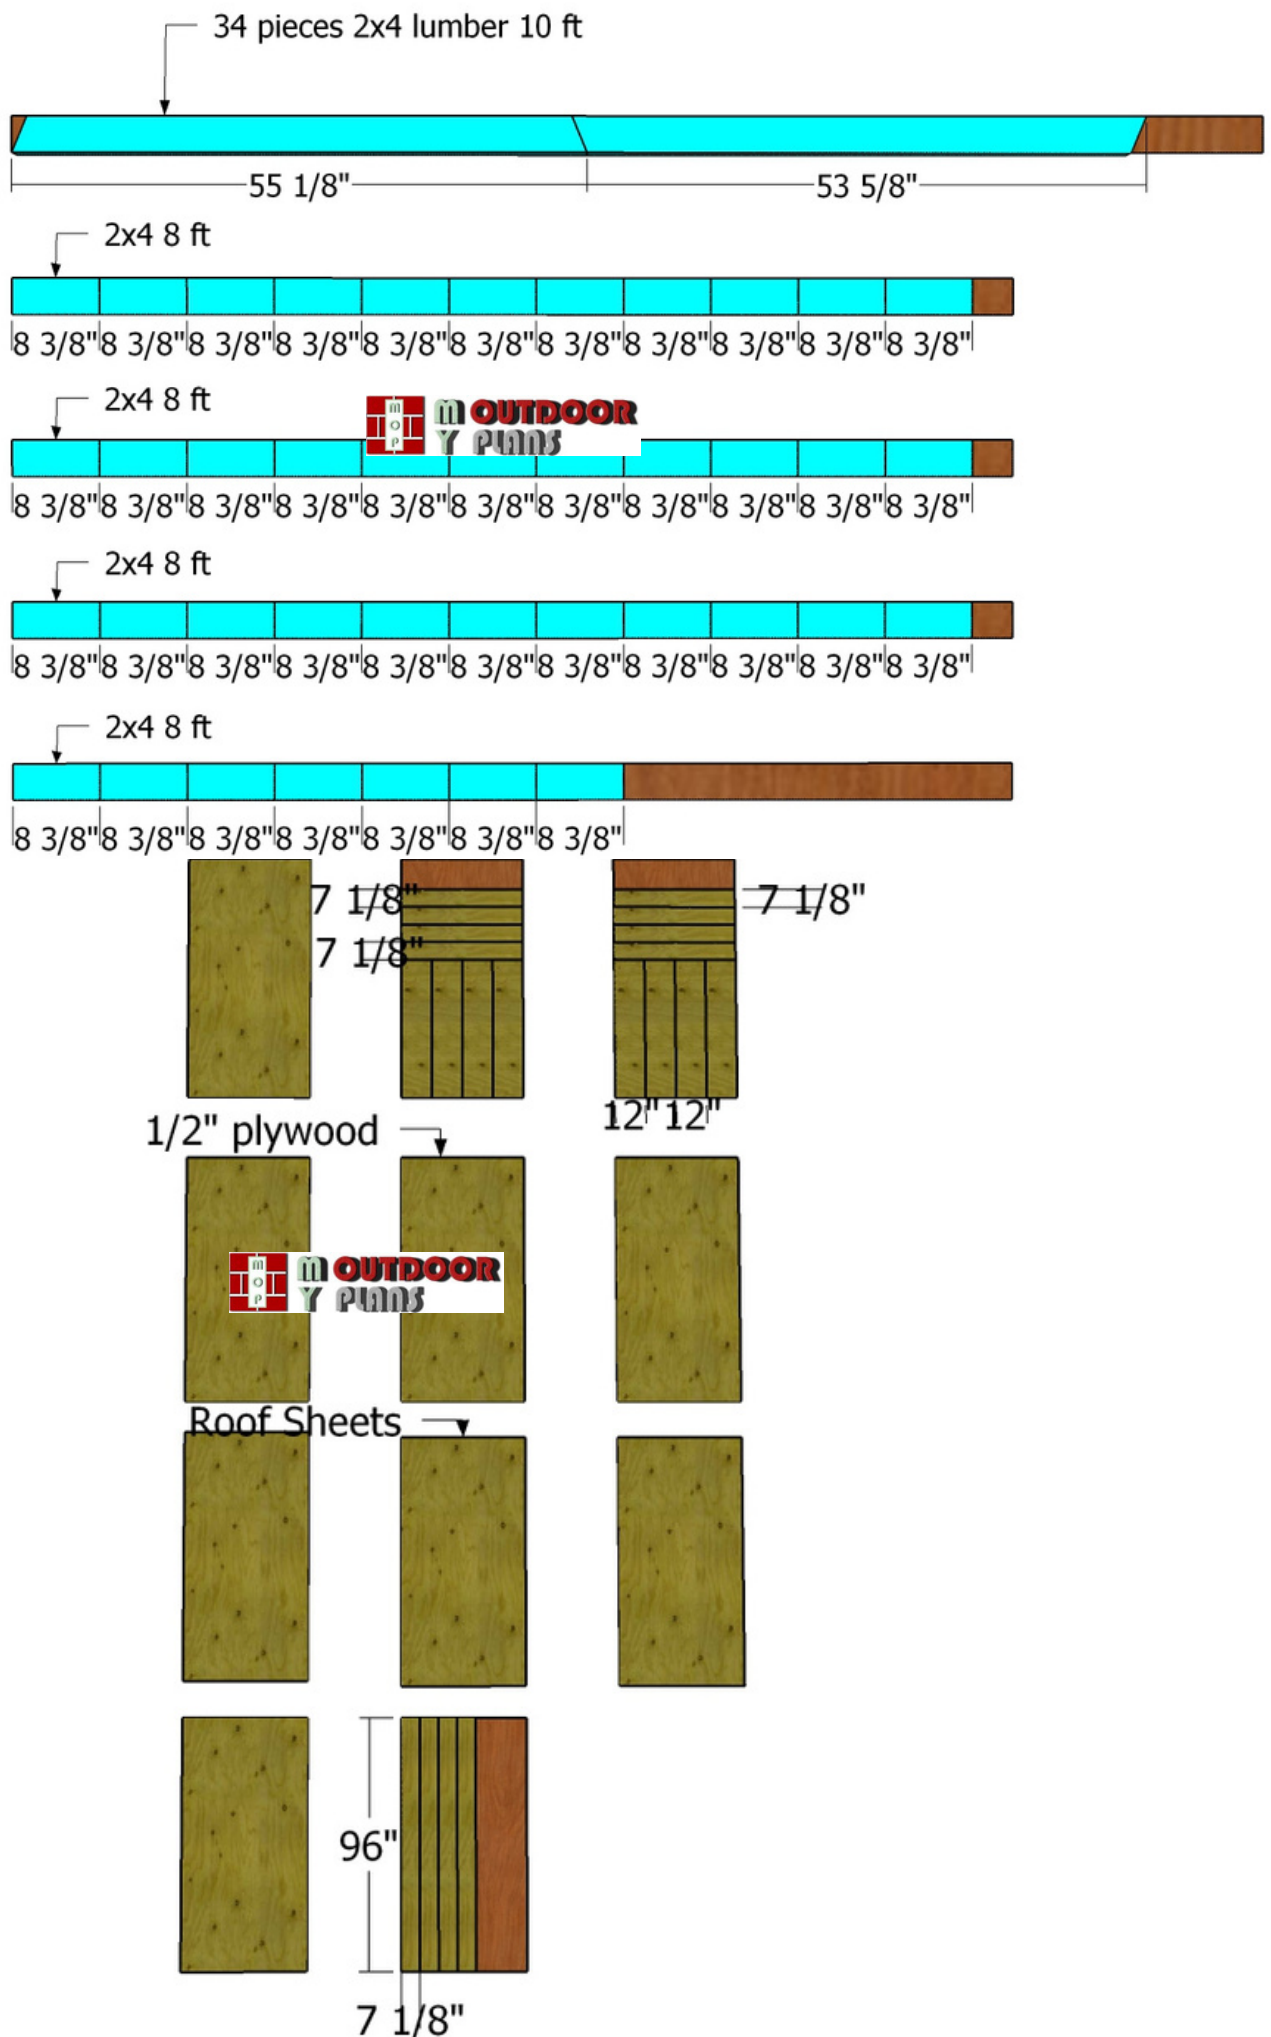 34 pieces 2x4 lumber 10 ft
55 1/8" 53 5/8"
2x4 8 ft
8 3/8" 8 3/8" 8 3/8" 8 3/8" 8 3/8" 8 3/8" 8 3/8" 8 3/8" 8 3/8" 8 3/8" 8 3/8"
2x4 8 ft
MOP
MY OUTDOOR
PLANS
8 3/8" 8 3/8" 8 3/8" 8 3/8" 8 3/8" 8 3/8" 8 3/8" 8 3/8" 8 3/8" 8 3/8" 8 3/8"
2x4 8 ft
8 3/8" 8 3/8" 8 3/8" 8 3/8" 8 3/8" 8 3/8" 8 3/8" 8 3/8" 8 3/8" 8 3/8" 8 3/8"
2x4 8 ft
8 3/8" 8 3/8" 8 3/8" 8 3/8" 8 3/8" 8 3/8" 8 3/8"
7 1/8" 7 1/8"
7 1/8"
12" 12"
1/2" plywood
MOP
MY OUTDOOR
PLANS
Roof Sheets
96"
7 1/8"